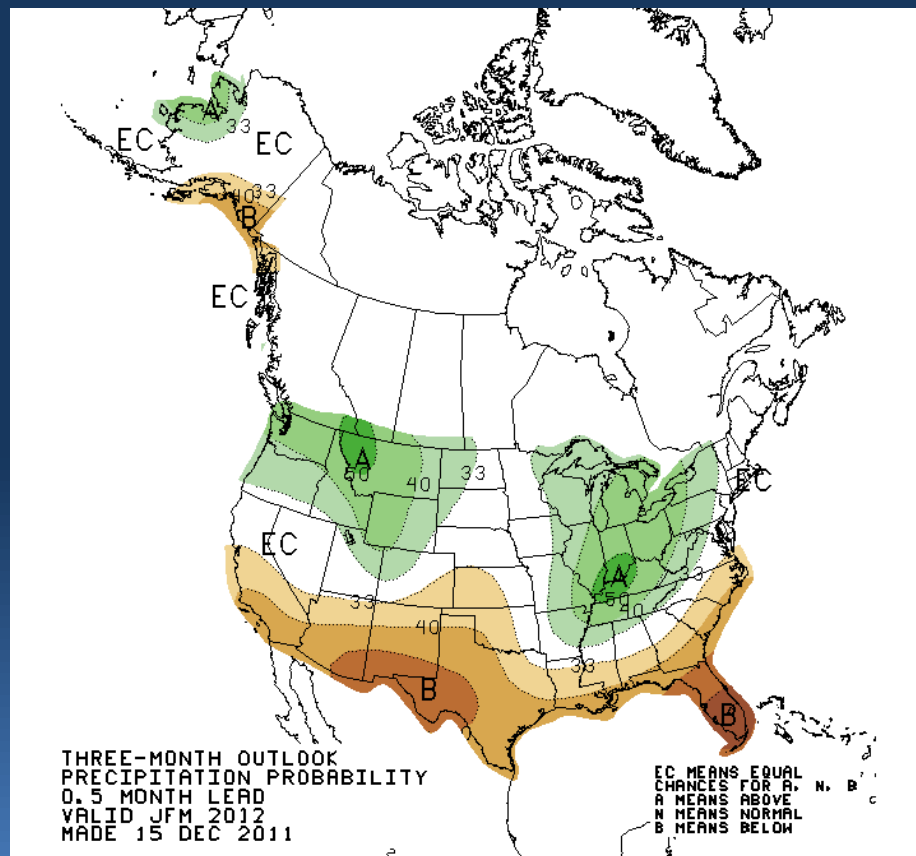 A
33
EC
EC
40
33
B
EC
A
50
40
33
EC
EC
A
50
40
33
33
40
33
B
B
THREE-MONTH OUTLOOK
PRECIPITATION PROBABILITY
0.5 MONTH LEAD
VALID JFM 2012
MADE 15 DEC 2011
EC MEANS EQUAL
CHANCES FOR A, N, B
A MEANS ABOVE
N MEANS NORMAL
B MEANS BELOW